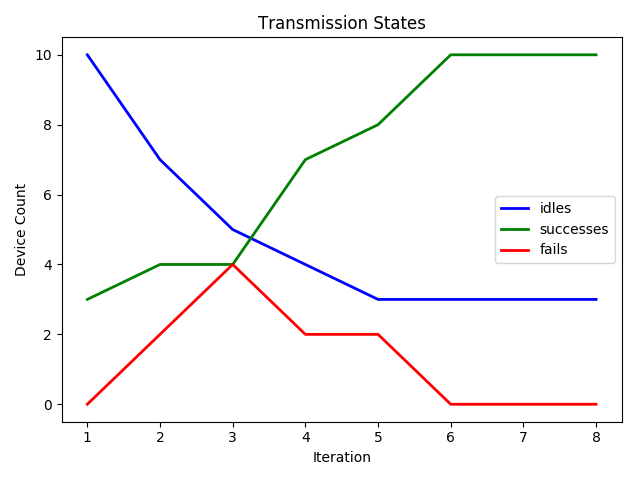 Transmission States
Device Count
10
8
6
4
2
0
idles
successes
fails
1 2 3 4 5 6 7 8
Iteration